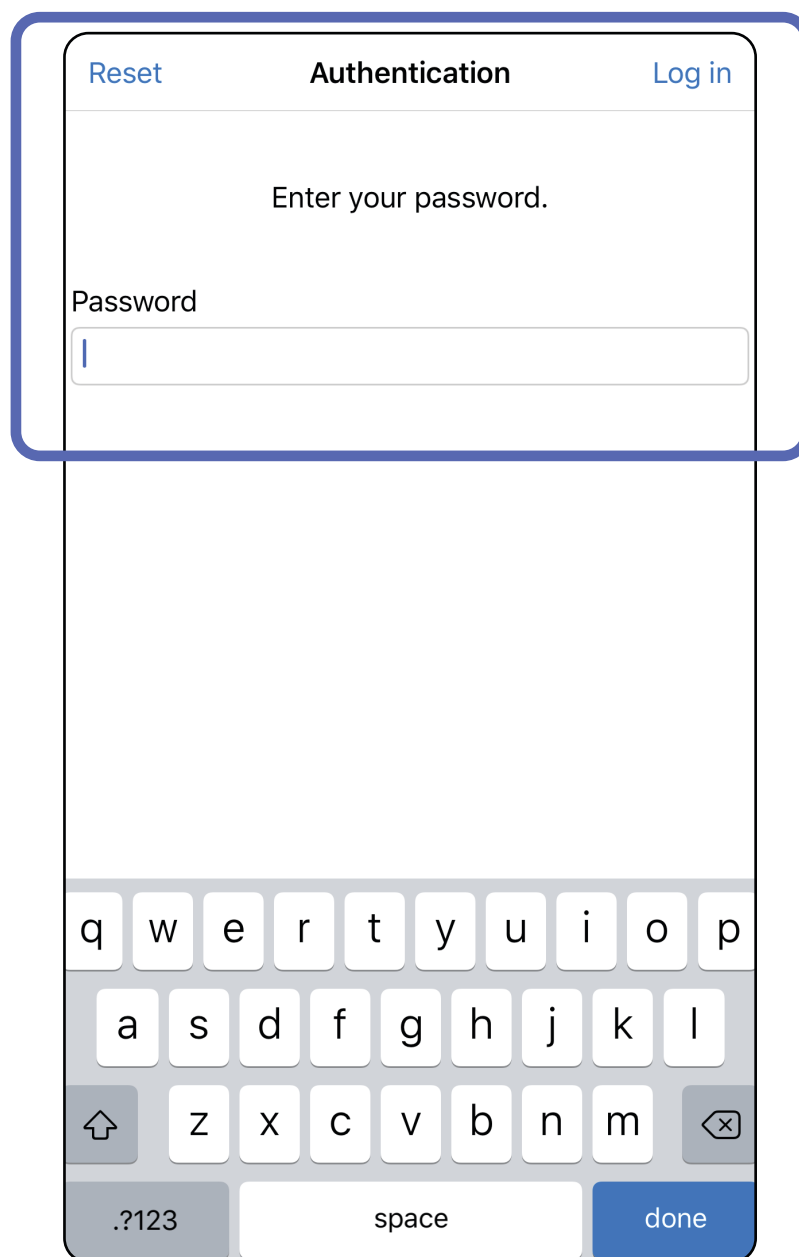 Reset Authentication Log in
Enter your password.
Password
q w e r t y u i o p
a s d f g h j k l
z x c v b n m
.?123 space done